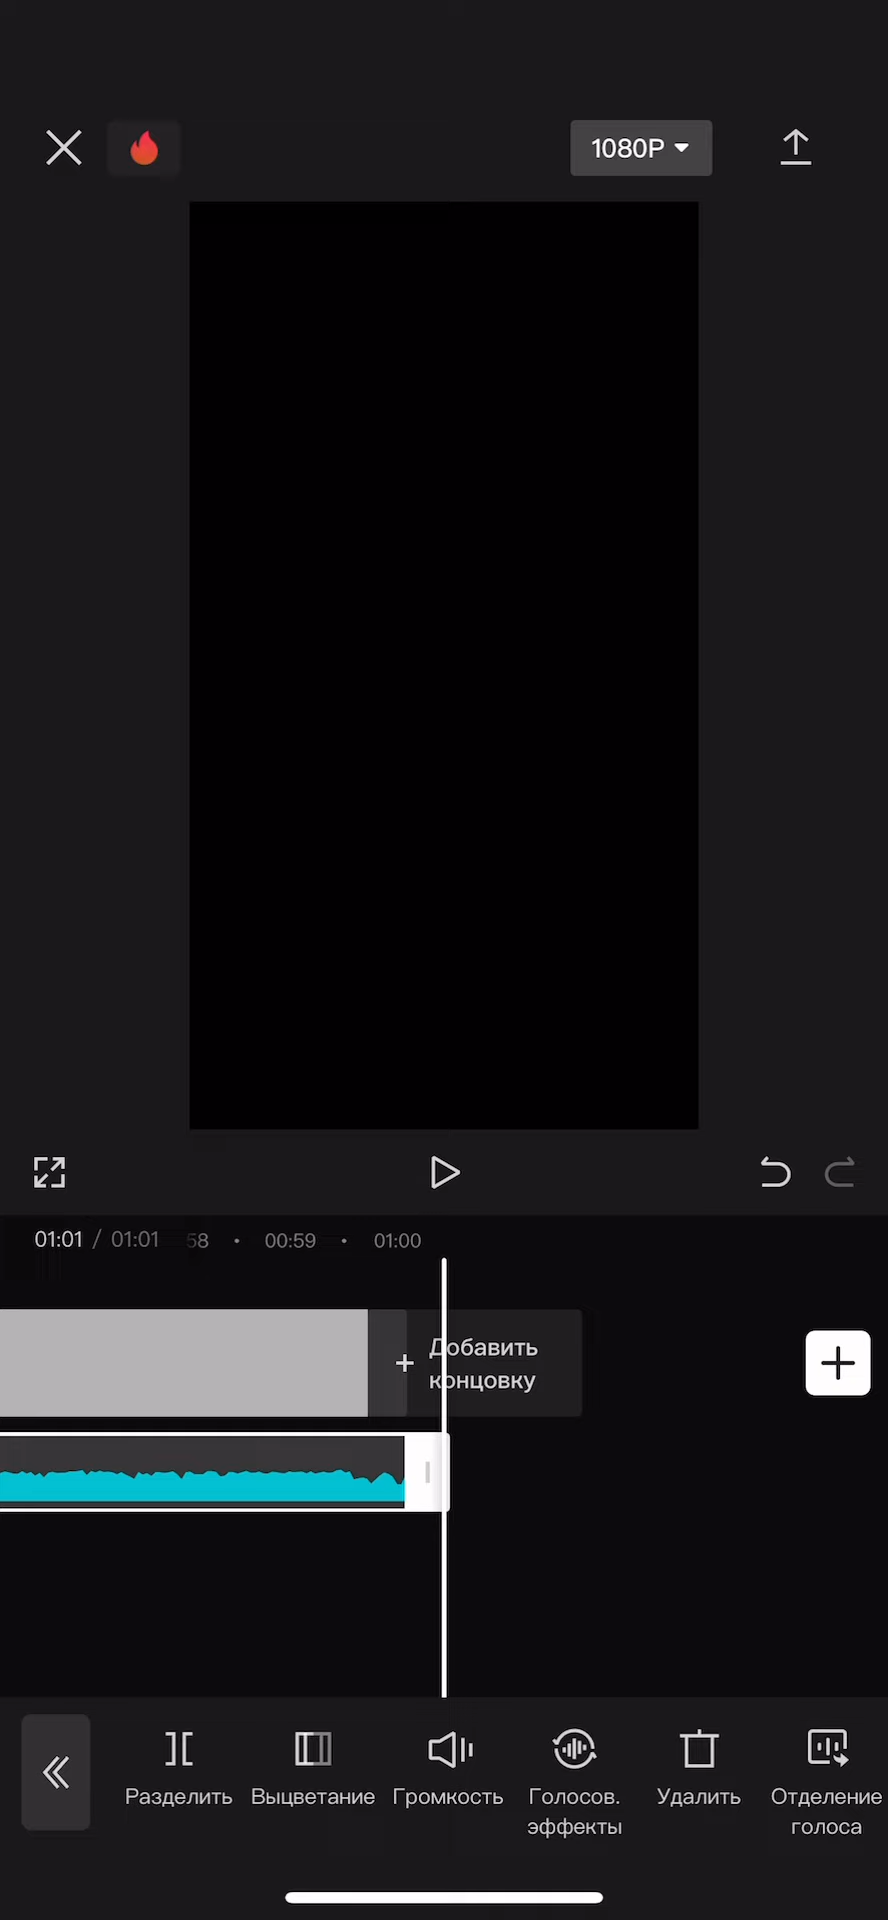 1080P
01:01 / 01:01 58 • 00:59 • 01:00
+ Добавить
концовку
Разделить Выцветание Громкость Голосов. Удалить Отделение
эффекты голоса